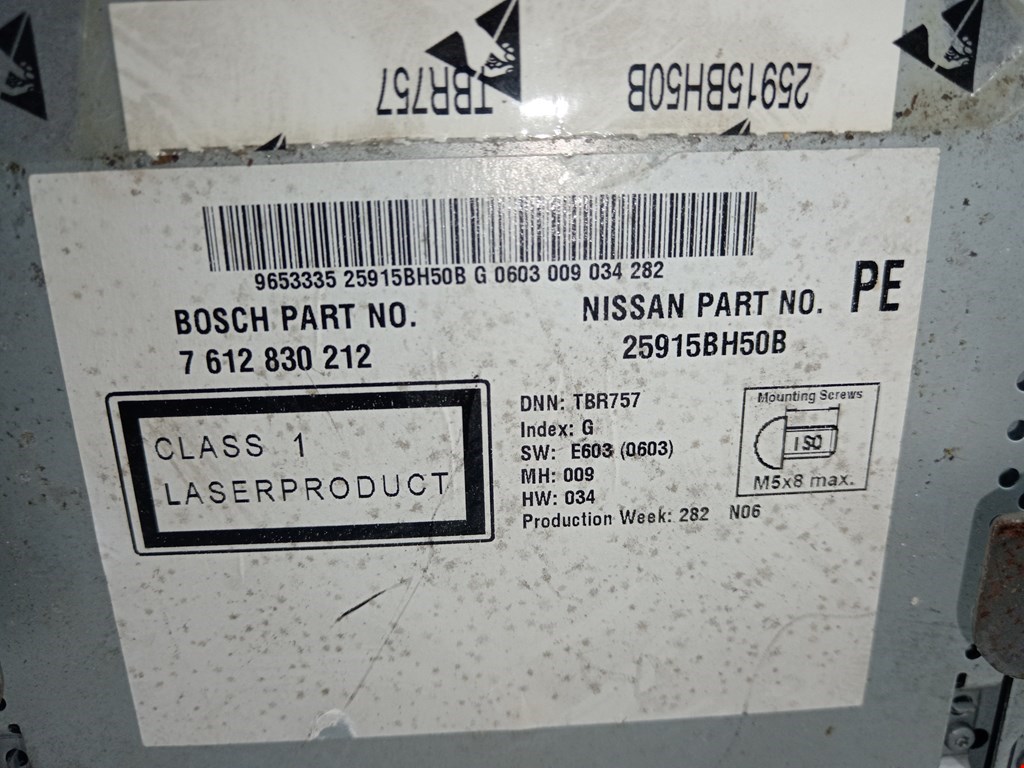 TBR757
25915BH50B
9653335 25915BH50B G 0603 009 034 282
BOSCH PART NO.
7 612 830 212
NISSAN PART NO.
25915BH50B
PE
CLASS 1
LASERPRODUCT
DNN: TBR757
Index: G
SW: E603 (0603)
MH: 009
HW: 034
Production Week: 282 N06
Mounting Screws
ISO
M5x8 max.